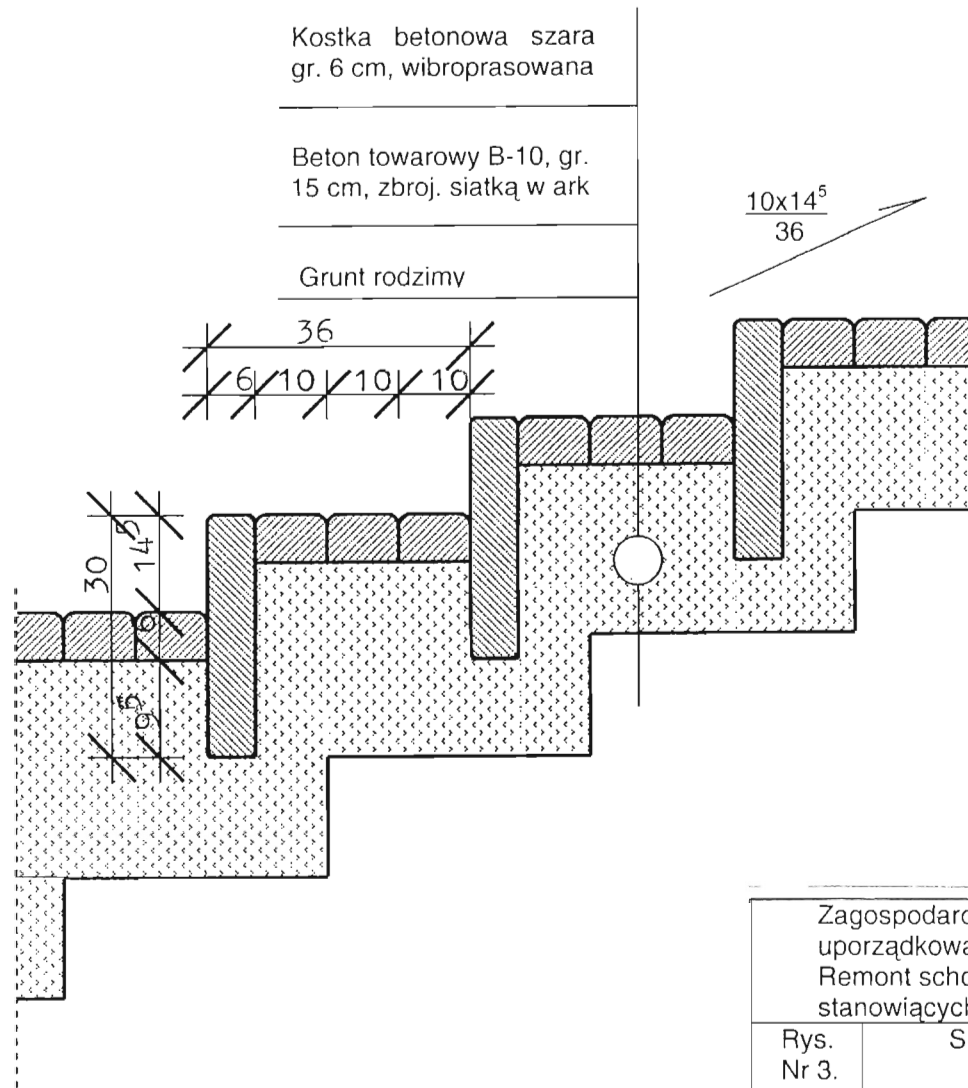 Kostka betonowa szara
gr. 6 cm, wibroprasowana
Beton towarowy B-10, gr.
15 cm, zbroj. siatką w ark
Grunt rodzimy
10x14⁵
36
36
6 10 10 10
30
14⁵
6
9⁵
Zagospodaro
uporządkowa
Remont scho
stanowiących
Rys.
Nr 3.
S